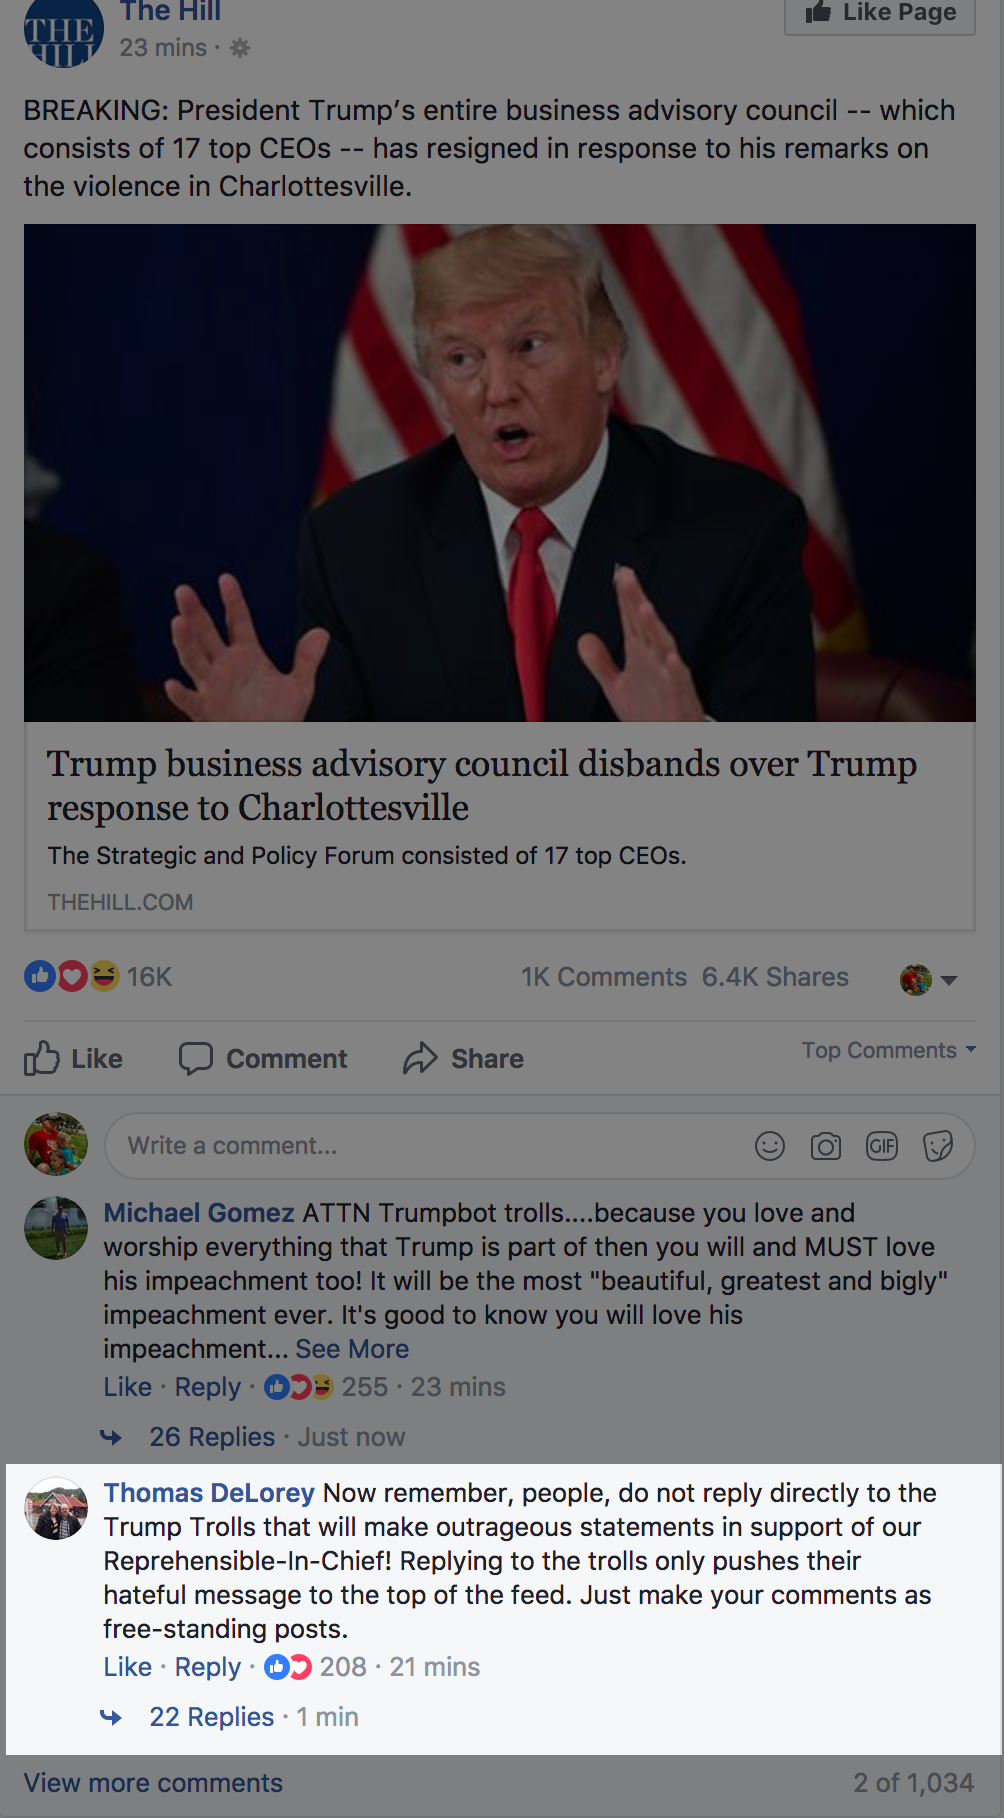 THE
HILL
The Hill
23 mins ·
Like Page
BREAKING: President Trump's entire business advisory council -- which
consists of 17 top CEOs -- has resigned in response to his remarks on
the violence in Charlottesville.
Trump business advisory council disbands over Trump
response to Charlottesville
The Strategic and Policy Forum consisted of 17 top CEOs.
THEHILL.COM
16K
1K Comments 6.4K Shares
Like Comment Share
Top Comments
Write a comment...
GIF
Michael Gomez ATTN Trumpbot trolls....because you love and
worship everything that Trump is part of then you will and MUST love
his impeachment too! It will be the most "beautiful, greatest and bigly"
impeachment ever. It's good to know you will love his
impeachment... See More
Like · Reply · 255 · 23 mins
26 Replies · Just now
Thomas DeLorey Now remember, people, do not reply directly to the
Trump Trolls that will make outrageous statements in support of our
Reprehensible-In-Chief! Replying to the trolls only pushes their
hateful message to the top of the feed. Just make your comments as
free-standing posts.
Like · Reply · 208 · 21 mins
22 Replies · 1 min
View more comments
2 of 1,034